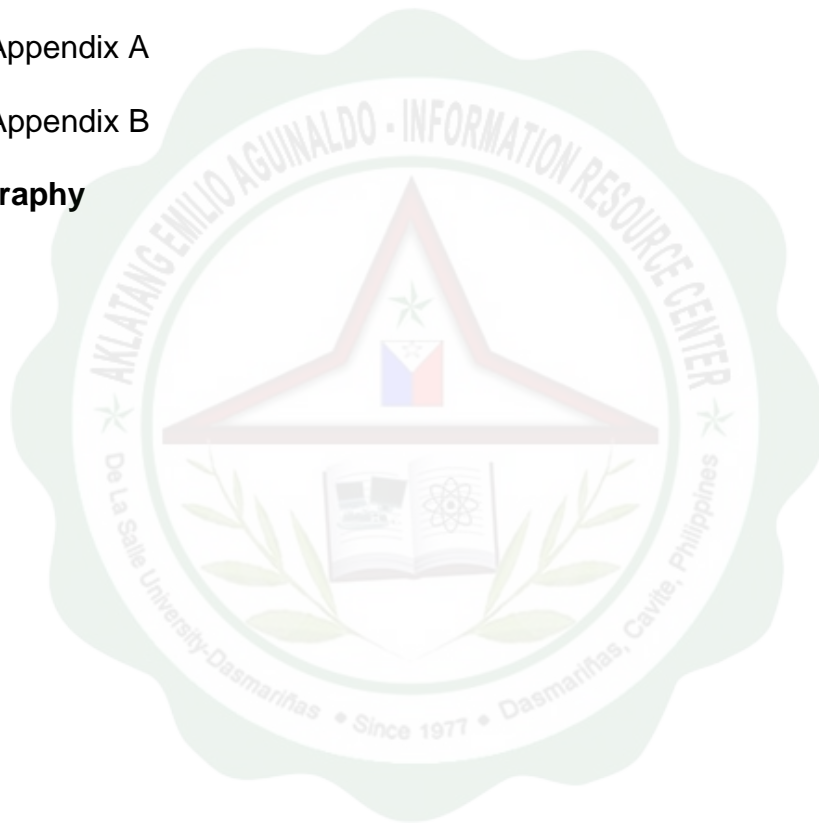 Appendix A
Appendix B
raphy
AKLATANG EMILIO AGUINALDO - INFORMATION RESOURCE CENTER
De La Salle University-Dasmariñas • Since 1977 • Dasmariñas, Cavite, Philippines